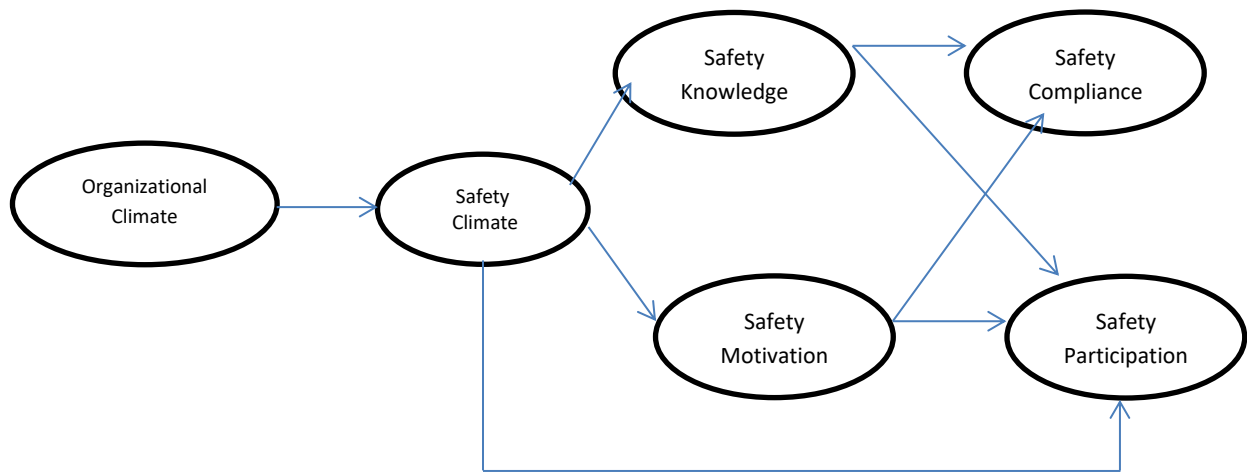 Safety
Knowledge
Safety
Compliance
Organizational
Climate
Safety
Climate
Safety
Motivation
Safety
Participation